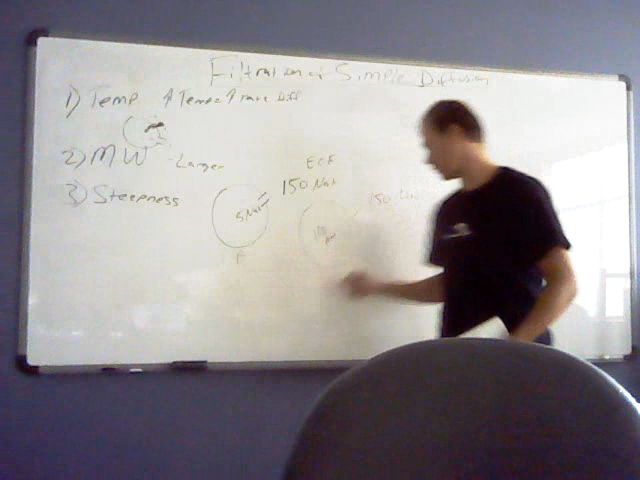 Filtration of Simple Diffusion
1) Temp ↑Temp=↑rate Diff
2) MW - Larger
3) Steepness
ECF
150 Na+
5 Na+